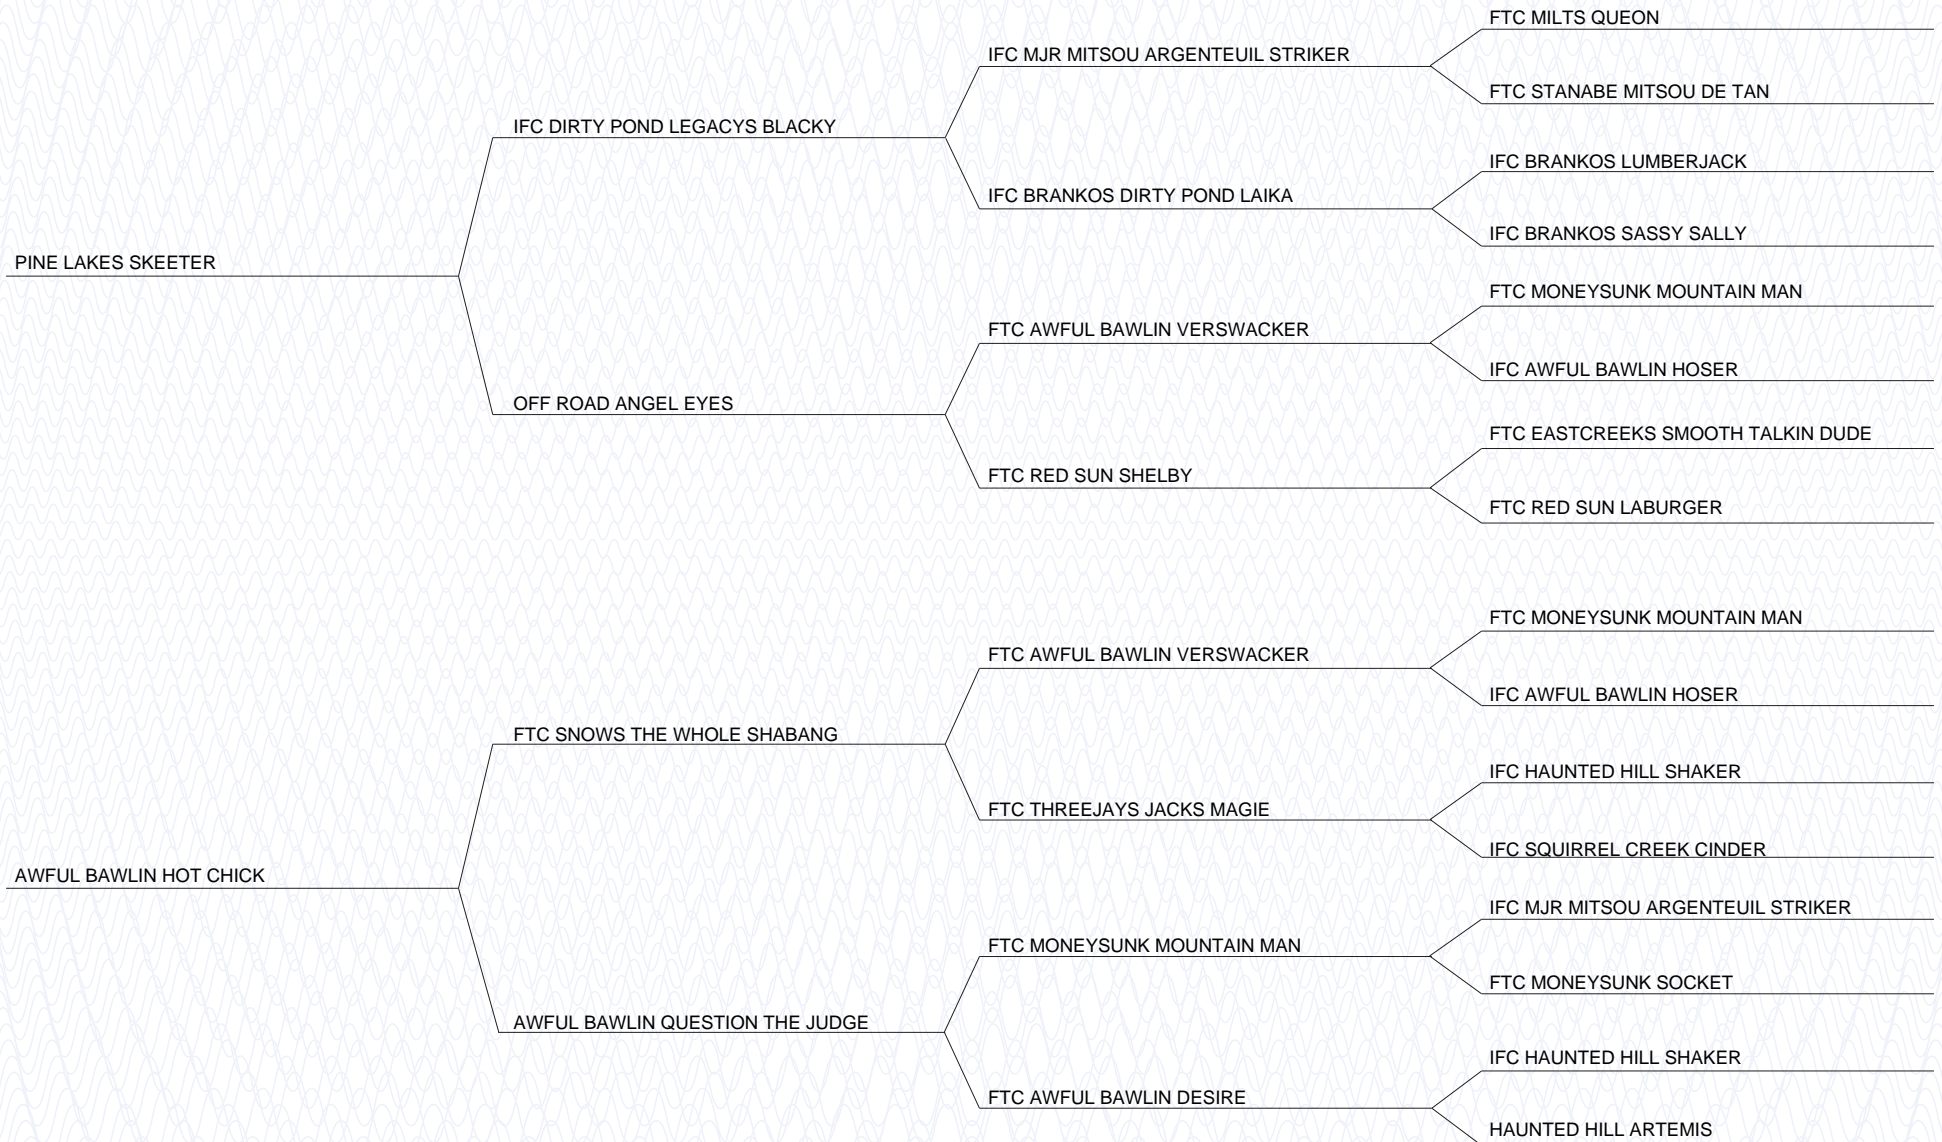 FTC MILTS QUEON
IFC MJR MITSOU ARGENTEUIL STRIKER
FTC STANABE MITSOU DE TAN
IFC DIRTY POND LEGACYS BLACKY
IFC BRANKOS LUMBERJACK
IFC BRANKOS DIRTY POND LAIKA
IFC BRANKOS SASSY SALLY
PINE LAKES SKEETER
FTC MONEYSUNK MOUNTAIN MAN
FTC AWFUL BAWLIN VERSWACKER
IFC AWFUL BAWLIN HOSER
OFF ROAD ANGEL EYES
FTC EASTCREEKS SMOOTH TALKIN DUDE
FTC RED SUN SHELBY
FTC RED SUN LABURGER
FTC MONEYSUNK MOUNTAIN MAN
FTC AWFUL BAWLIN VERSWACKER
IFC AWFUL BAWLIN HOSER
FTC SNOWS THE WHOLE SHABANG
IFC HAUNTED HILL SHAKER
FTC THREEJAYS JACKS MAGIE
IFC SQUIRREL CREEK CINDER
AWFUL BAWLIN HOT CHICK
IFC MJR MITSOU ARGENTEUIL STRIKER
FTC MONEYSUNK MOUNTAIN MAN
FTC MONEYSUNK SOCKET
AWFUL BAWLIN QUESTION THE JUDGE
IFC HAUNTED HILL SHAKER
FTC AWFUL BAWLIN DESIRE
HAUNTED HILL ARTEMIS